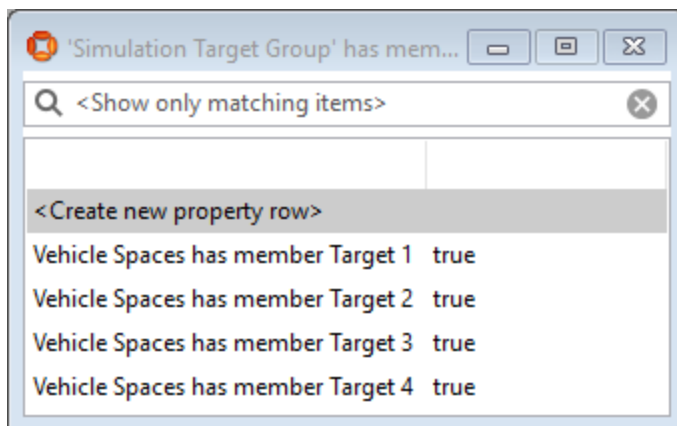 'Simulation Target Group' has mem...
<Show only matching items>
<Create new property row>
Vehicle Spaces has member Target 1 true
Vehicle Spaces has member Target 2 true
Vehicle Spaces has member Target 3 true
Vehicle Spaces has member Target 4 true